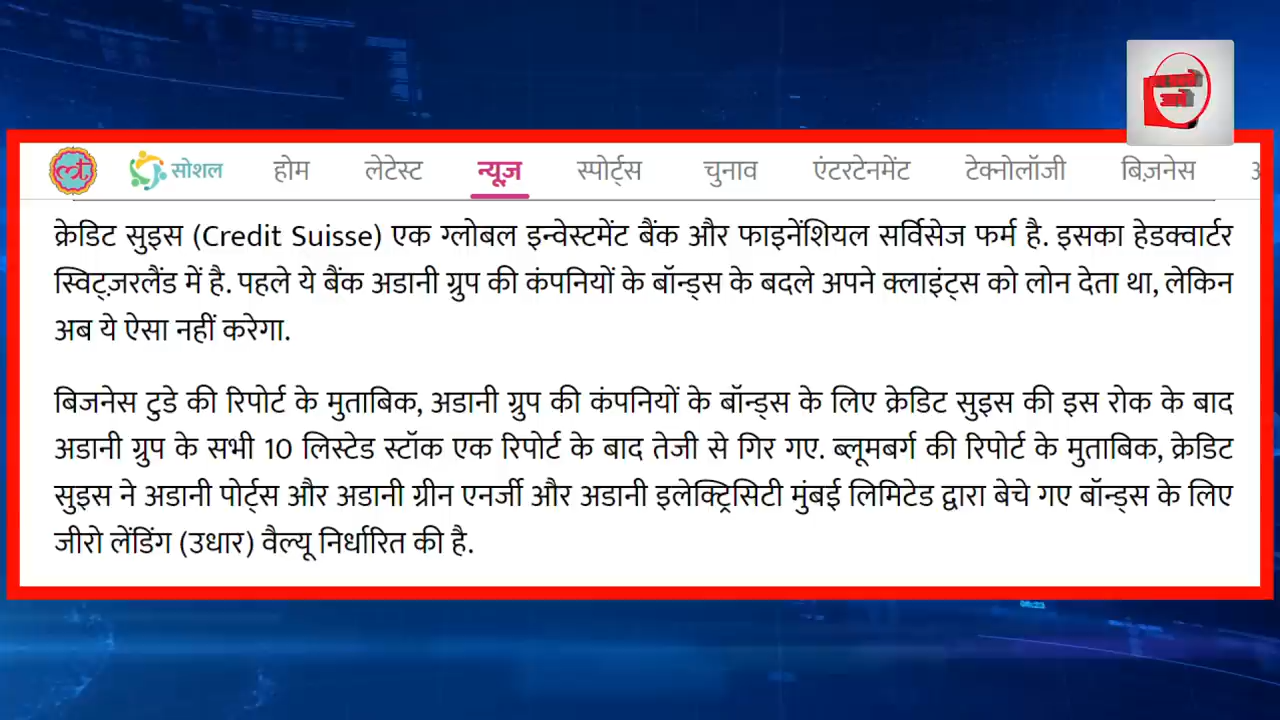 सोशल होम लेटेस्ट न्यूज़ स्पोर्ट्स चुनाव एंटरटेनमेंट टेक्नोलॉजी बिज़नेस
क्रेडिट सुइस (Credit Suisse) एक ग्लोबल इन्वेस्टमेंट बैंक और फाइनेंशियल सर्विसेज फर्म है. इसका हेडक्वार्टर
स्विट्ज़रलैंड में है. पहले ये बैंक अडानी ग्रुप की कंपनियों के बॉन्ड्स के बदले अपने क्लाइंट्स को लोन देता था, लेकिन
अब ये ऐसा नहीं करेगा.
बिजनेस टुडे की रिपोर्ट के मुताबिक, अडानी ग्रुप की कंपनियों के बॉन्ड्स के लिए क्रेडिट सुइस की इस रोक के बाद
अडानी ग्रुप के सभी 10 लिस्टेड स्टॉक एक रिपोर्ट के बाद तेजी से गिर गए. ब्लूमबर्ग की रिपोर्ट के मुताबिक, क्रेडिट
सुइस ने अडानी पोर्ट्स और अडानी ग्रीन एनर्जी और अडानी इलेक्ट्रिसिटी मुंबई लिमिटेड द्वारा बेचे गए बॉन्ड्स के लिए
जीरो लेंडिंग (उधार) वैल्यू निर्धारित की है.